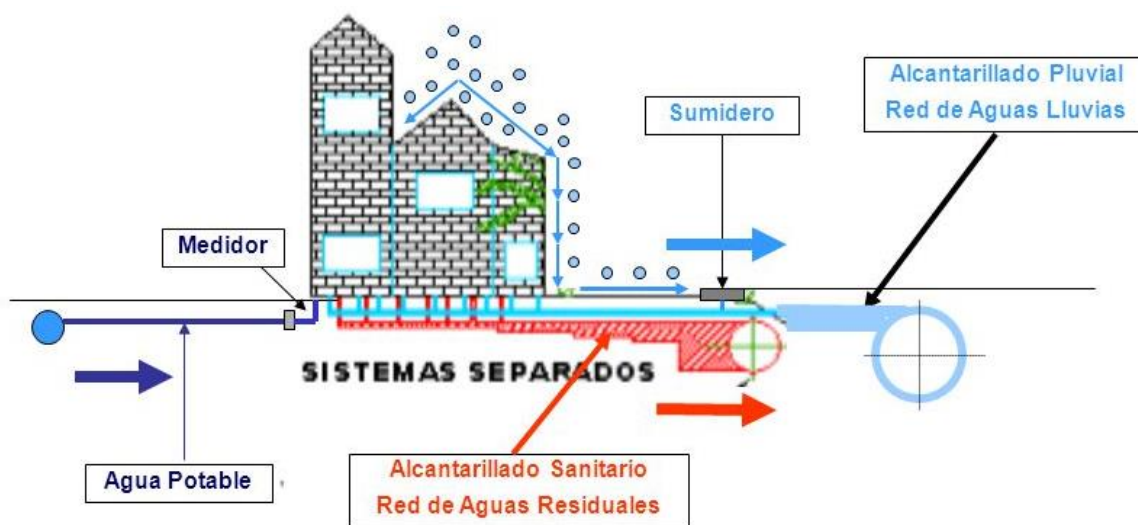 Alcantarillado Pluvial
Red de Aguas Lluvias
Sumidero
Medidor
SISTEMAS SEPARADOS
Agua Potable
Alcantarillado Sanitario
Red de Aguas Residuales